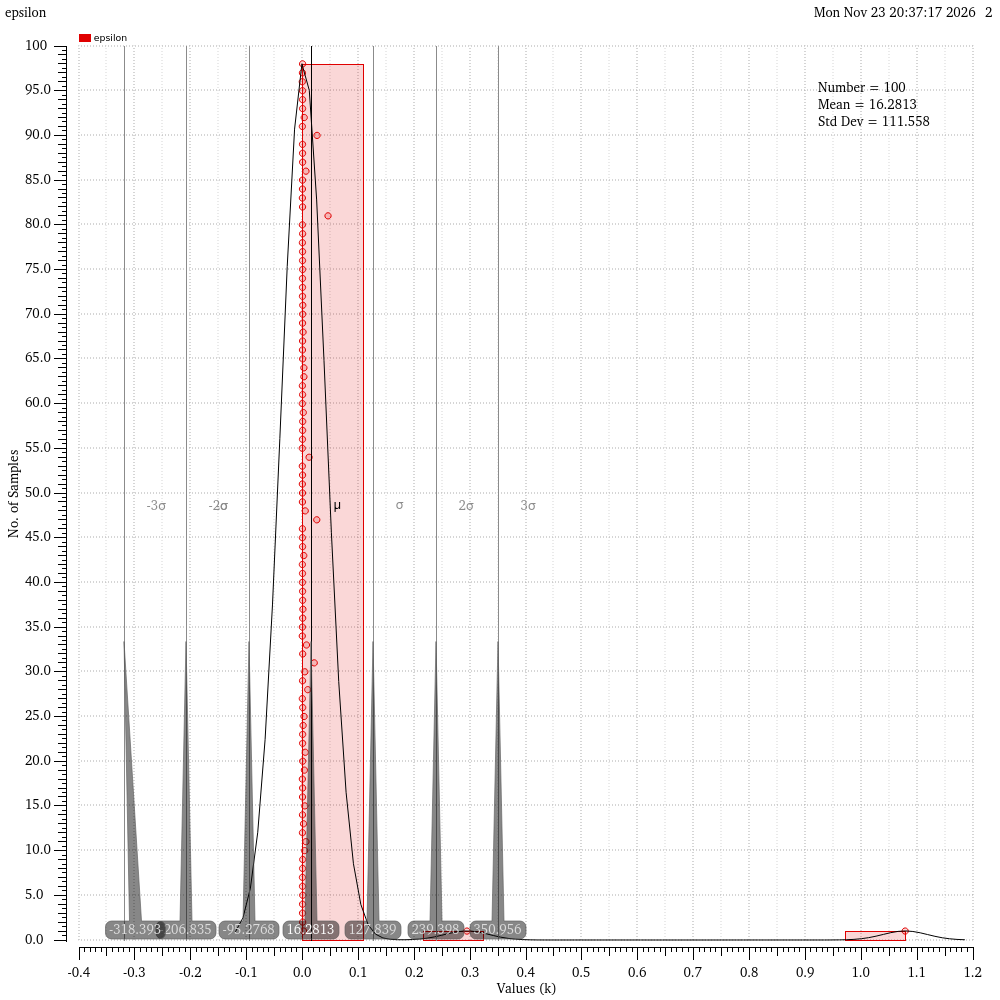 epsilon
Mon Nov 23 20:37:17 2026 2
epsilon
Number = 100
Mean = 16.2813
Std Dev = 111.558
No. of Samples
100
95.0
90.0
85.0
80.0
75.0
70.0
65.0
60.0
55.0
50.0
45.0
40.0
35.0
30.0
25.0
20.0
15.0
10.0
5.0
0.0
-3σ -2σ μ σ 2σ 3σ
-318.393 206.835 -95.2768 16.2813 127.839 239.398 350.956
-0.4 -0.3 -0.2 -0.1 0.0 0.1 0.2 0.3 0.4 0.5 0.6 0.7 0.8 0.9 1.0 1.1 1.2
Values (k)